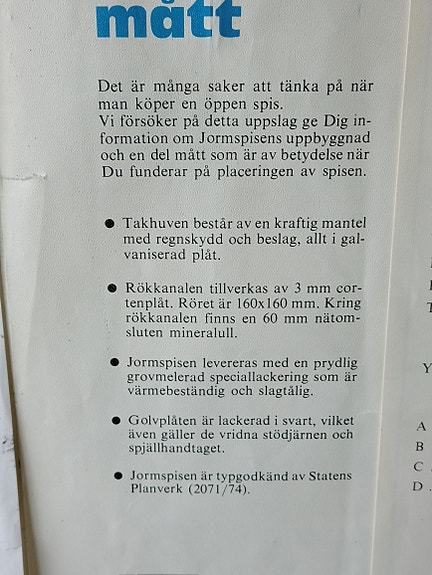 mått
Det är många saker att tänka på när
man köper en öppen spis.
Vi försöker på detta uppslag ge Dig in-
formation om Jormspisens uppbyggnad
och en del mått som är av betydelse när
Du funderar på placeringen av spisen.
● Takhuven består av en kraftig mantel
med regnskydd och beslag, allt i gal-
vaniserad plåt.
● Rökkanalen tillverkas av 3 mm cor-
tenplåt. Röret är 160x160 mm. Kring
rökkanalen finns en 60 mm nätom-
sluten mineralull.
● Jormspisen levereras med en prydlig
grovmelerad speciallackering som är
värmebeständig och slagtålig.
● Golvplåten är lackerad i svart, vilket
även gäller de vridna stödjärnen och
spjällhandtaget.
● Jormspisen är typgodkänd av Statens
Planverk (2071/74).
Y
A
B
C
D